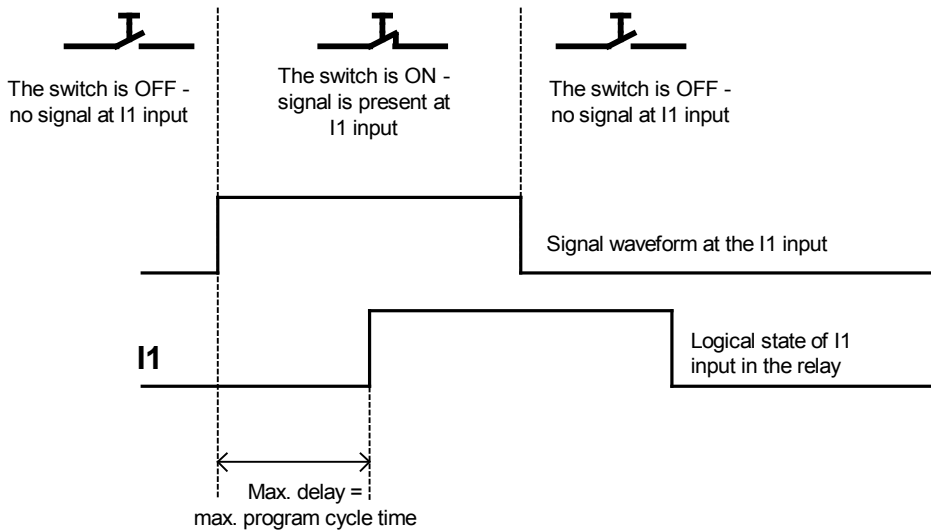 The switch is OFF -
no signal at I1 input
The switch is ON -
signal is present at
I1 input
The switch is OFF -
no signal at I1 input
Signal waveform at the I1 input
I1
Logical state of I1
input in the relay
Max. delay =
max. program cycle time